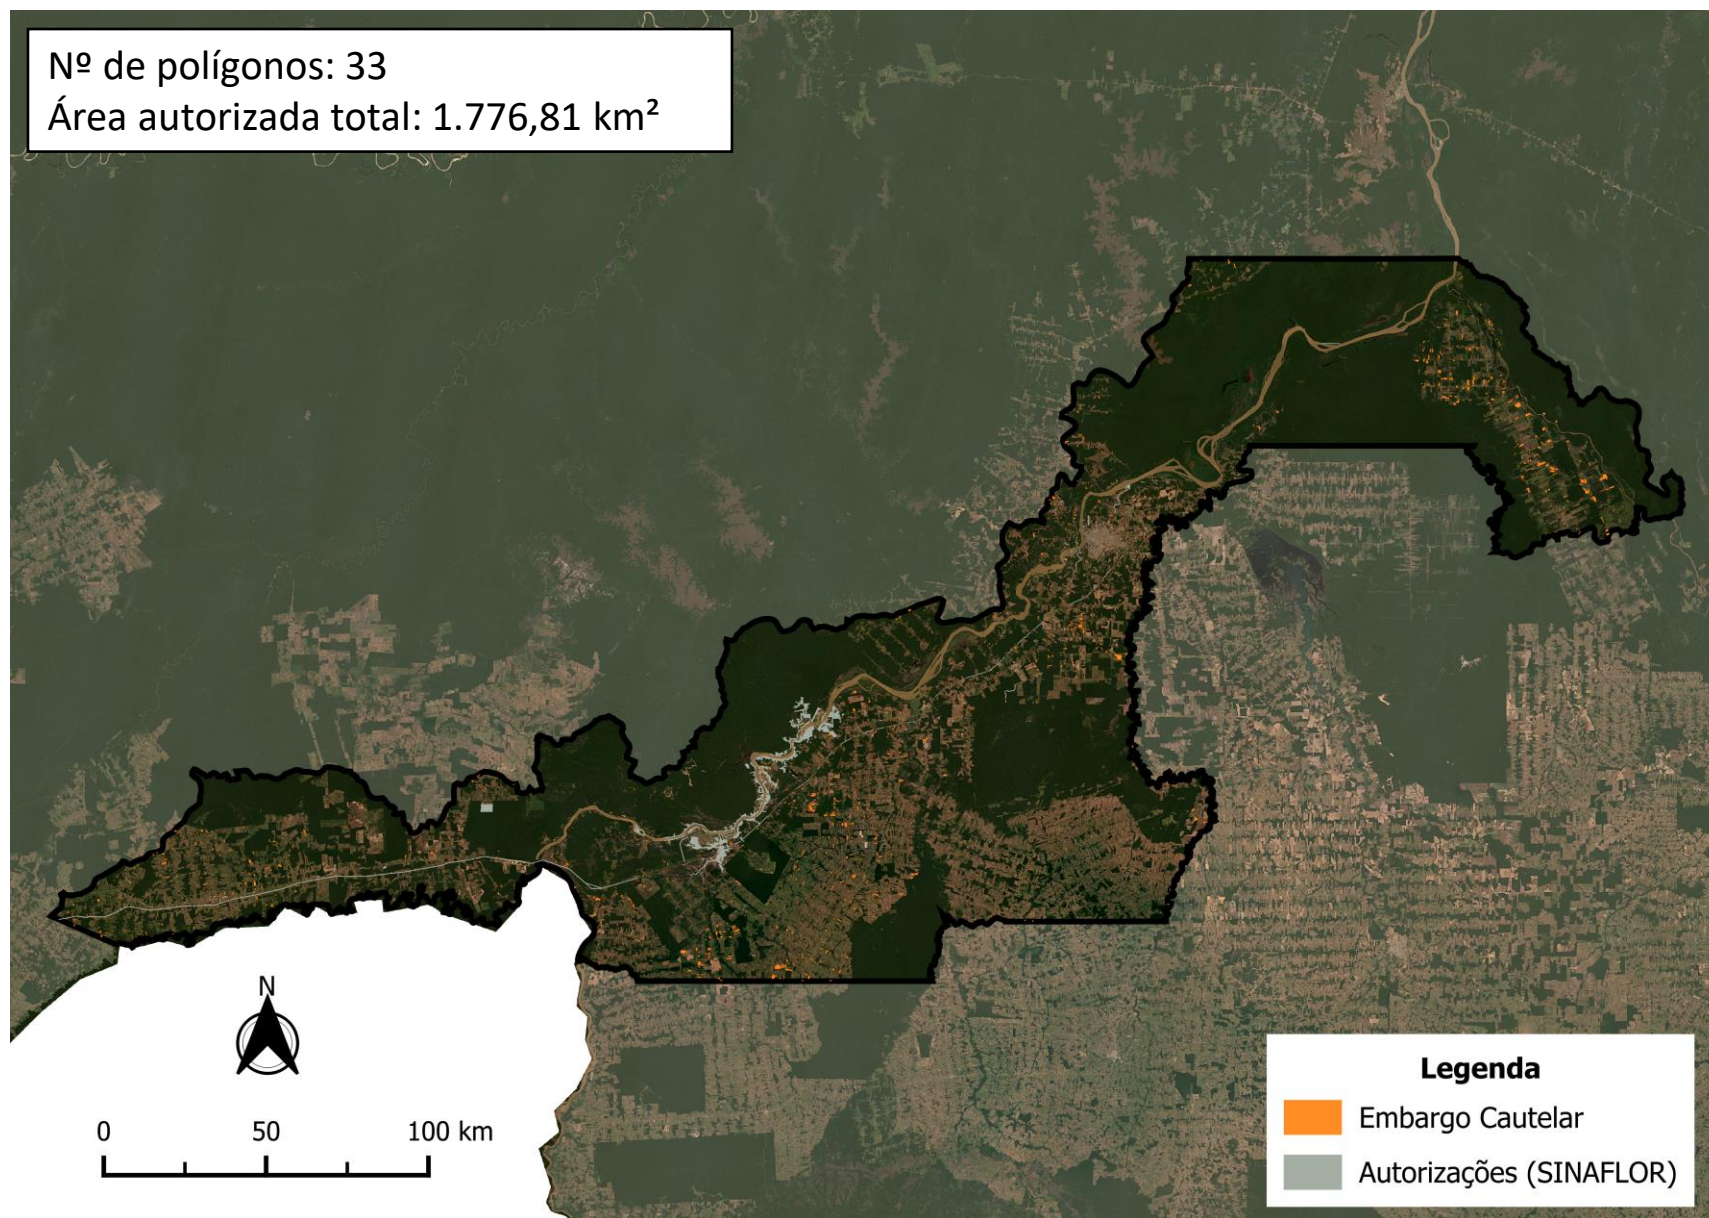 Nº de polígonos: 33
Área autorizada total: 1.776,81 km²
N
0 50 100 km
Legenda
Embargo Cautelar
Autorizações (SINAFLOR)